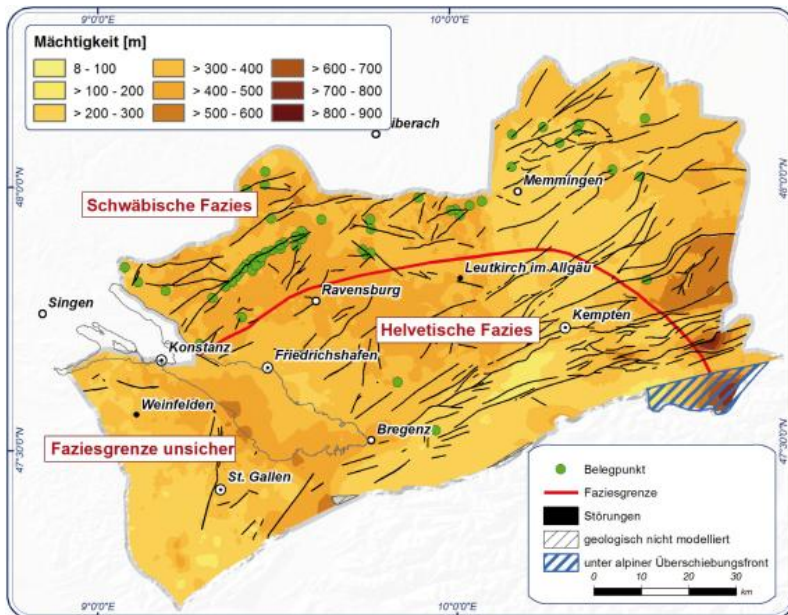 9°0'0"E
10°0'0"E
Mächtigkeit [m]
8 - 100
> 100 - 200
> 200 - 300
> 300 - 400
> 400 - 500
> 500 - 600
> 600 - 700
> 700 - 800
> 800 - 900
iberach
48°0'0"N
48°0'0"N
Memmingen
Schwäbische Fazies
Leutkirch im Allgäu
Ravensburg
Singen
Helvetische Fazies
Kempten
Konstanz
Friedrichshafen
Weinfelden
Bregenz
Faziesgrenze unsicher
47°30'0"N
47°30'0"N
St. Gallen
Belegpunkt
Faziesgrenze
Störungen
geologisch nicht modelliert
unter alpiner Überschiebungsfront
0 10 20 30
km
9°0'0"E
10°0'0"E